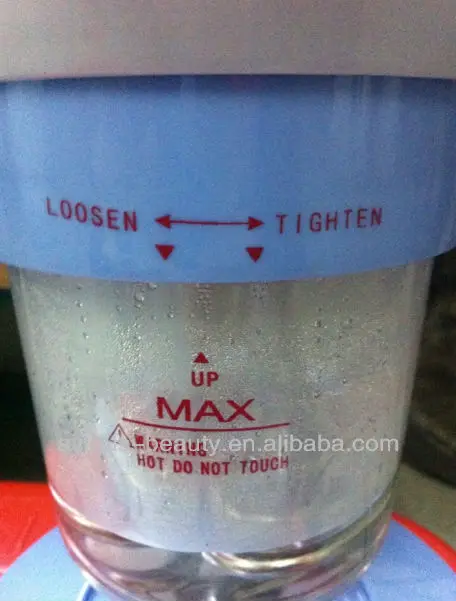 LOOSEN TIGHTEN
UP
MAX
beauty.en.alibaba.com
HOT DO NOT TOUCH